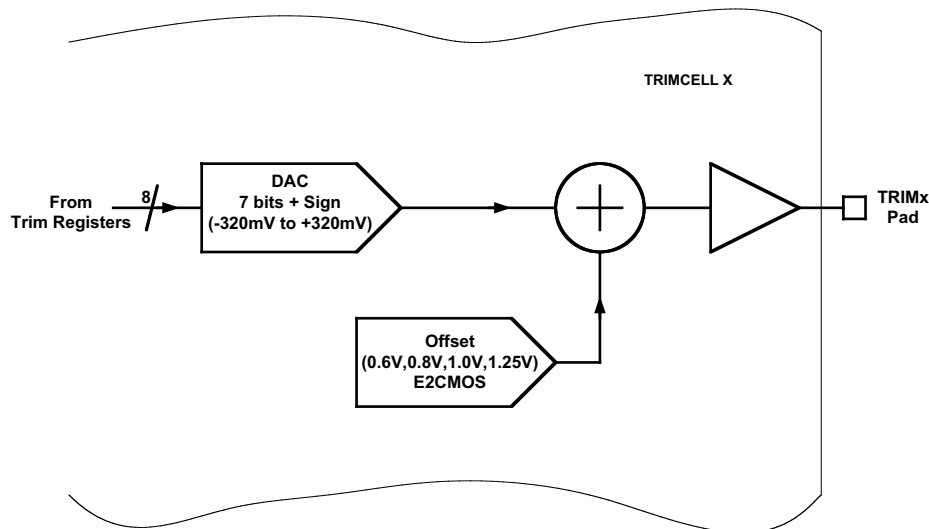 TRIMCELL X
From
Trim Registers
8
DAC
7 bits + Sign
(-320mV to +320mV)
TRIMx
Pad
Offset
(0.6V,0.8V,1.0V,1.25V)
E2CMOS